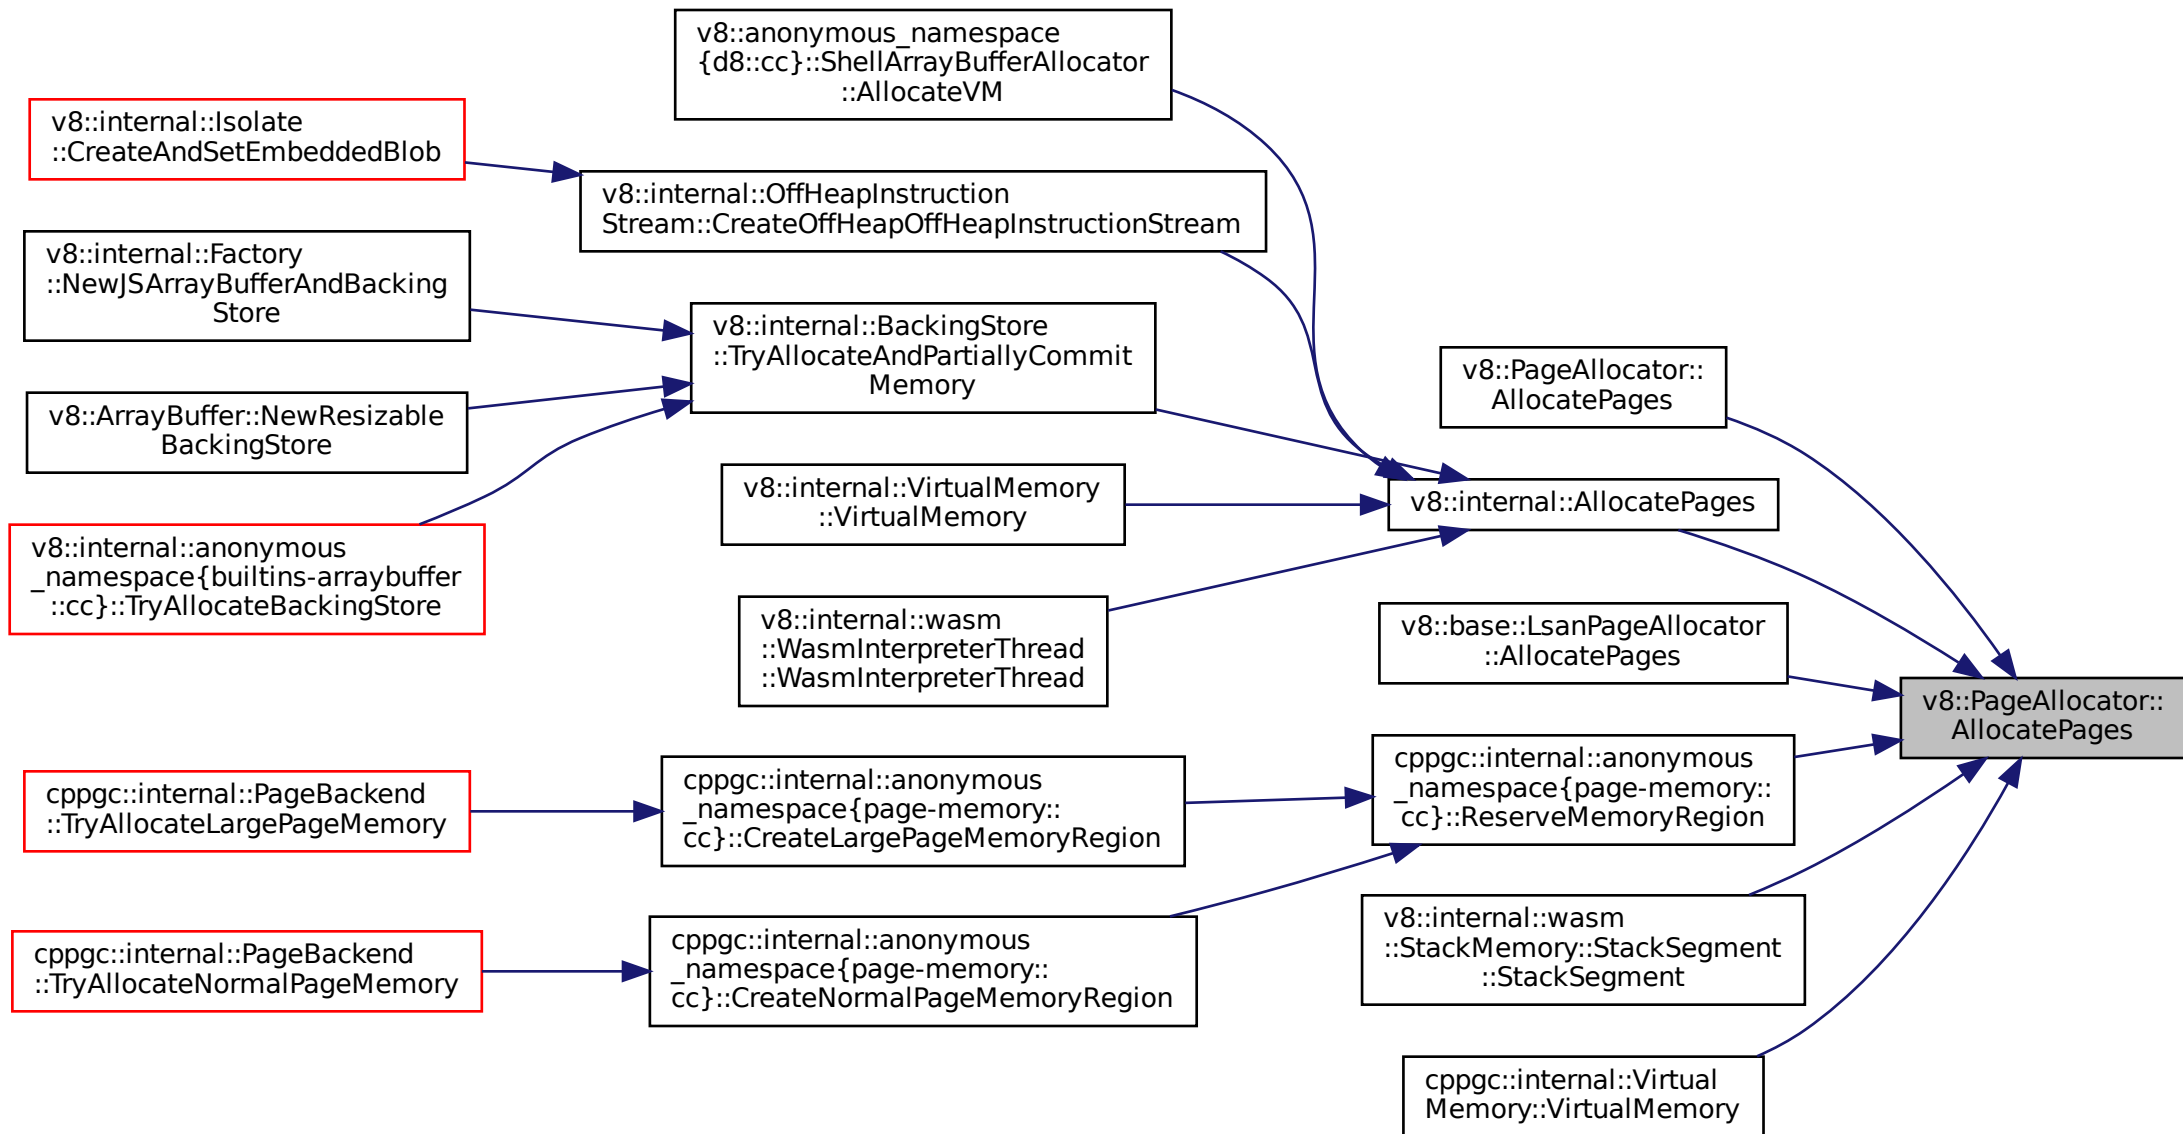 v8::anonymous_namespace
{d8::cc}::ShellArrayBufferAllocator
::AllocateVM
v8::internal::Isolate
::CreateAndSetEmbeddedBlob
v8::internal::OffHeapInstruction
Stream::CreateOffHeapOffHeapInstructionStream
v8::internal::Factory
::NewJSArrayBufferAndBacking
Store
v8::internal::BackingStore
::TryAllocateAndPartiallyCommit
Memory
v8::PageAllocator::
AllocatePages
v8::ArrayBuffer::NewResizable
BackingStore
v8::internal::VirtualMemory
::VirtualMemory
v8::internal::AllocatePages
v8::internal::anonymous
_namespace{builtins-arraybuffer
::cc}::TryAllocateBackingStore
v8::internal::wasm
::WasmInterpreterThread
::WasmInterpreterThread
v8::base::LsanPageAllocator
::AllocatePages
v8::PageAllocator::
AllocatePages
cppgc::internal::PageBackend
::TryAllocateLargePageMemory
cppgc::internal::anonymous
_namespace{page-memory::
cc}::CreateLargePageMemoryRegion
cppgc::internal::anonymous
_namespace{page-memory::
cc}::ReserveMemoryRegion
cppgc::internal::PageBackend
::TryAllocateNormalPageMemory
cppgc::internal::anonymous
_namespace{page-memory::
cc}::CreateNormalPageMemoryRegion
v8::internal::wasm
::StackMemory::StackSegment
::StackSegment
cppgc::internal::Virtual
Memory::VirtualMemory